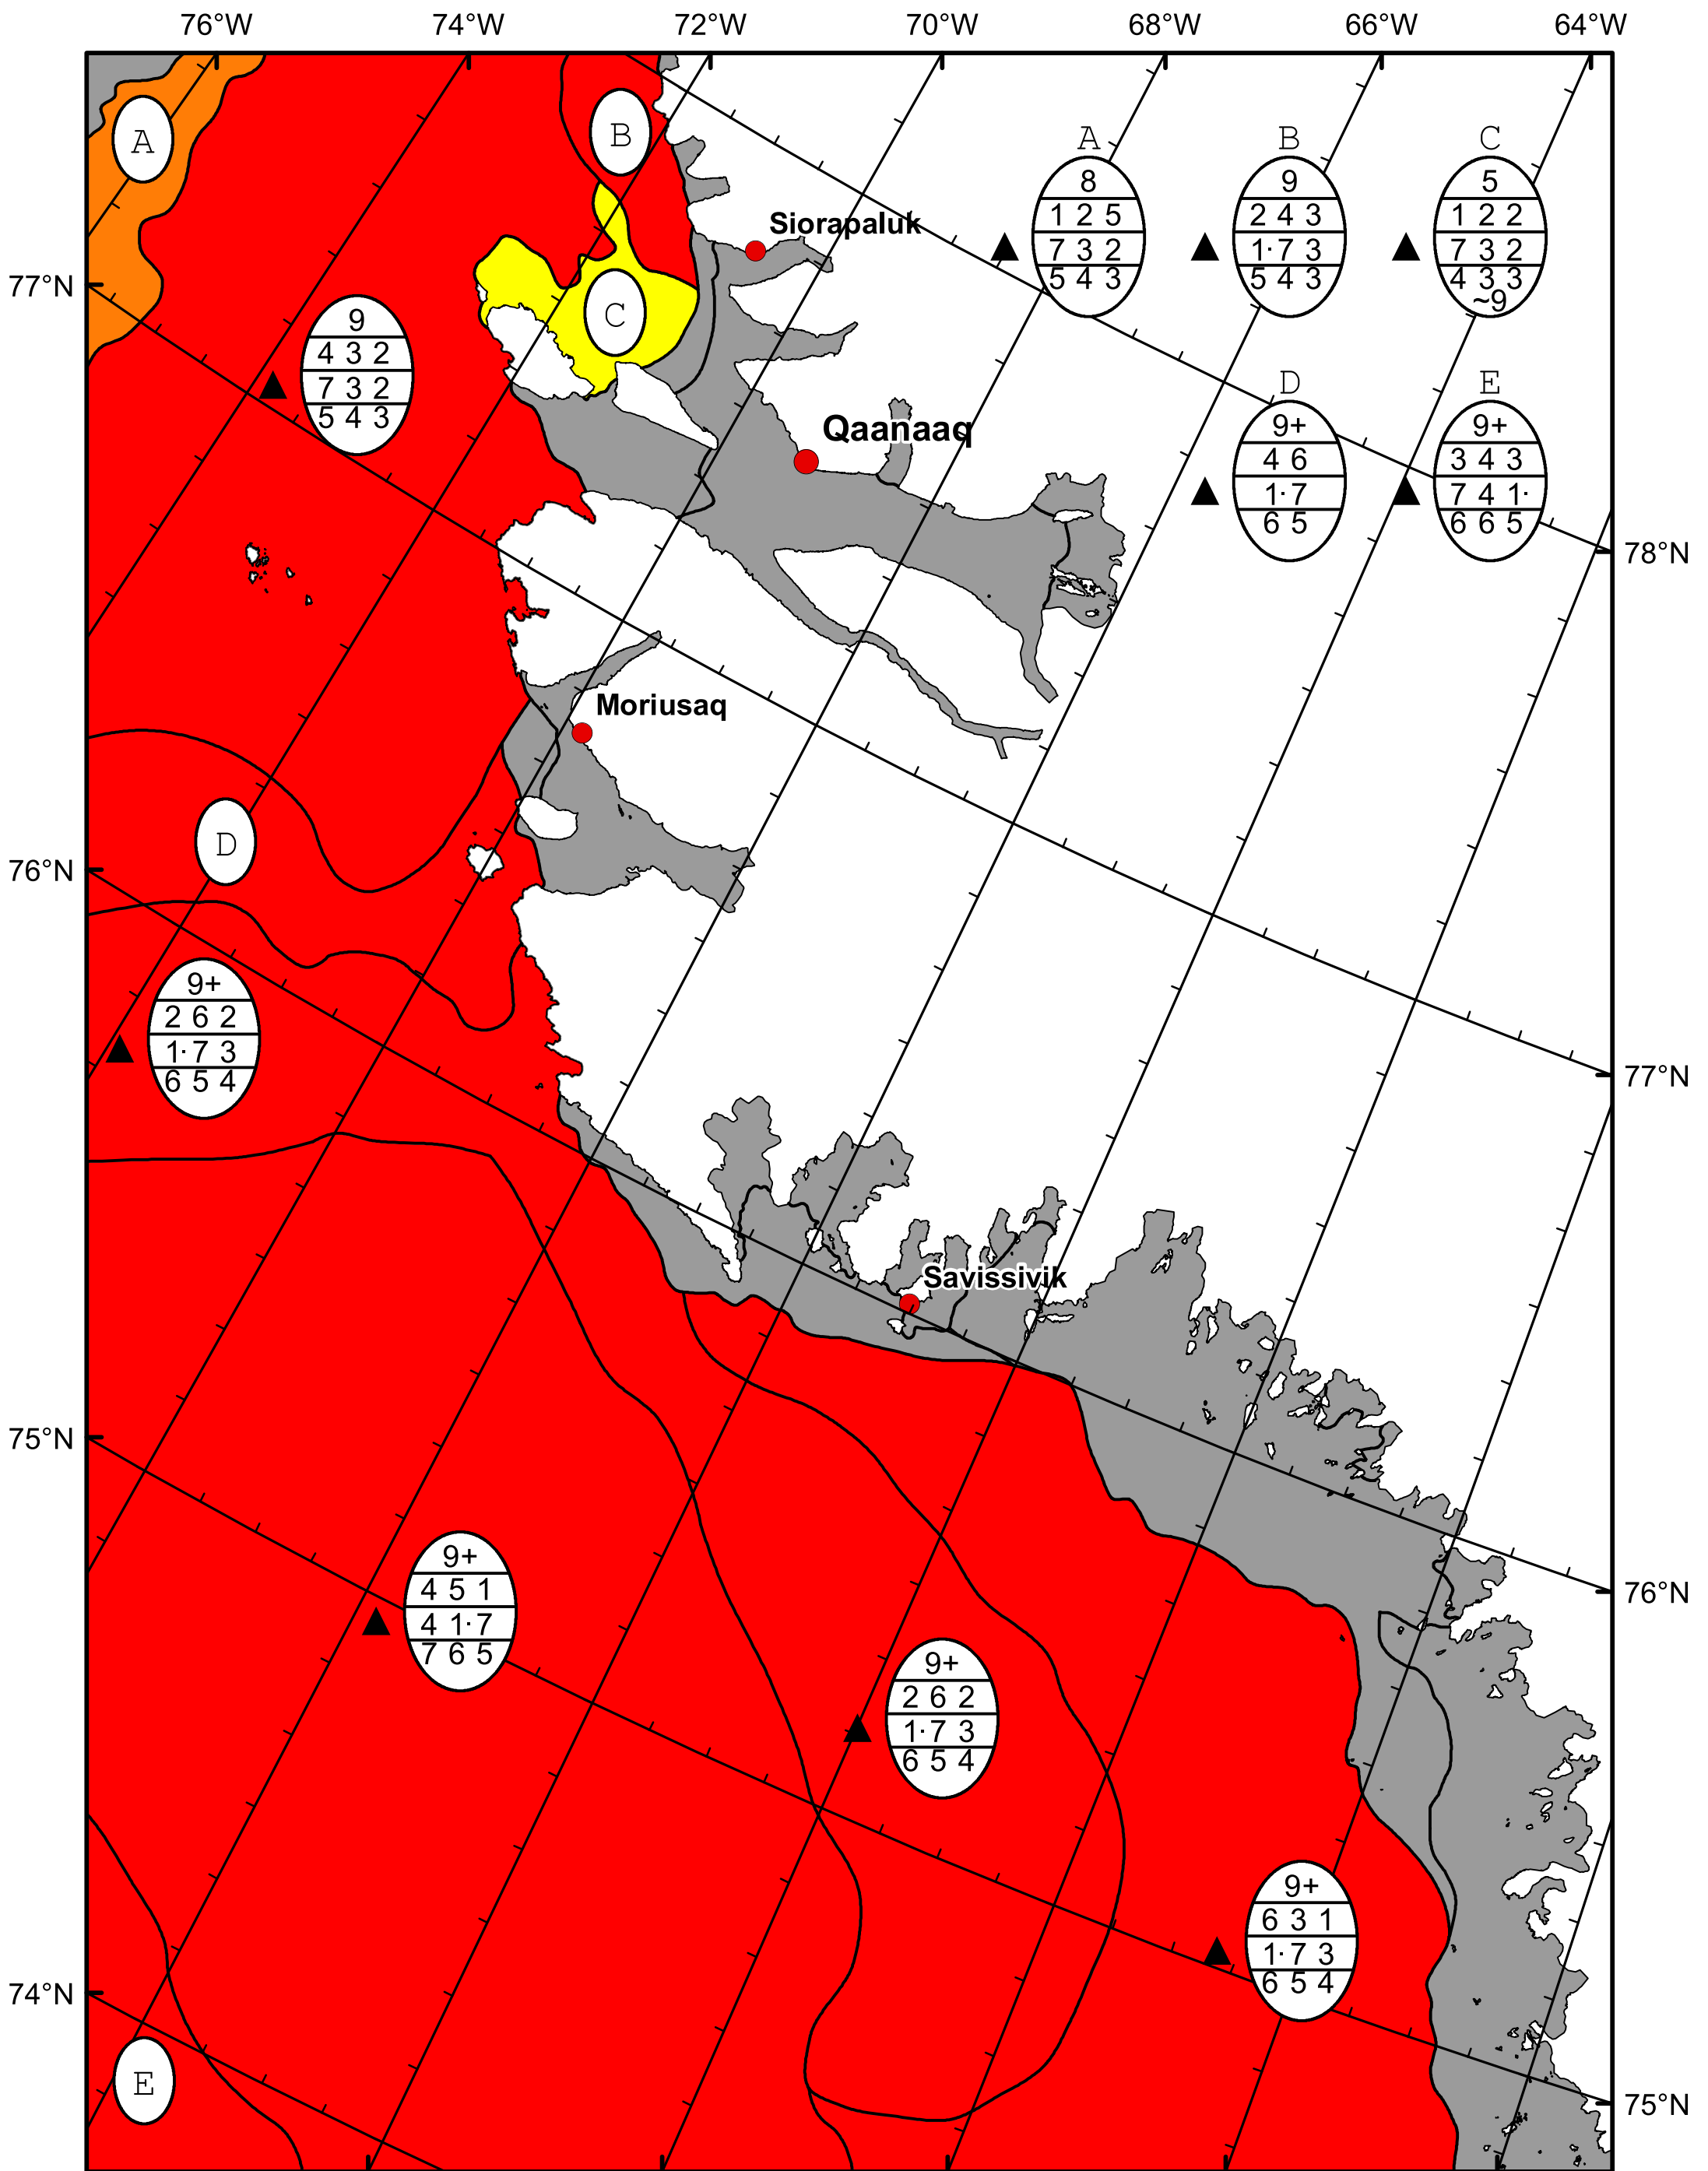 76°W 74°W 72°W 70°W 68°W 66°W 64°W
A B C
A
B
8
9
5
1 2 5
2 4 3
1 2 2
7 3 2
1· 7 3
7 3 2
5 4 3
5 4 3
4 3 3
~9
Siorapaluk
77°N
C
9
4 3 2
7 3 2
5 4 3
D E
9+
9+
4 6
3 4 3
1· 7
7 4 1·
6 5
6 6 5
Qaanaaq
78°N
Moriusaq
D
76°N
9+
2 6 2
1· 7 3
6 5 4
77°N
Savissivik
75°N
9+
4 5 1
4 1· 7
7 6 5
76°N
9+
2 6 2
1· 7 3
6 5 4
9+
6 3 1
1· 7 3
6 5 4
74°N
E
75°N